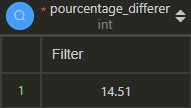 * pourcentage_differer
int
Filter
1 14.51